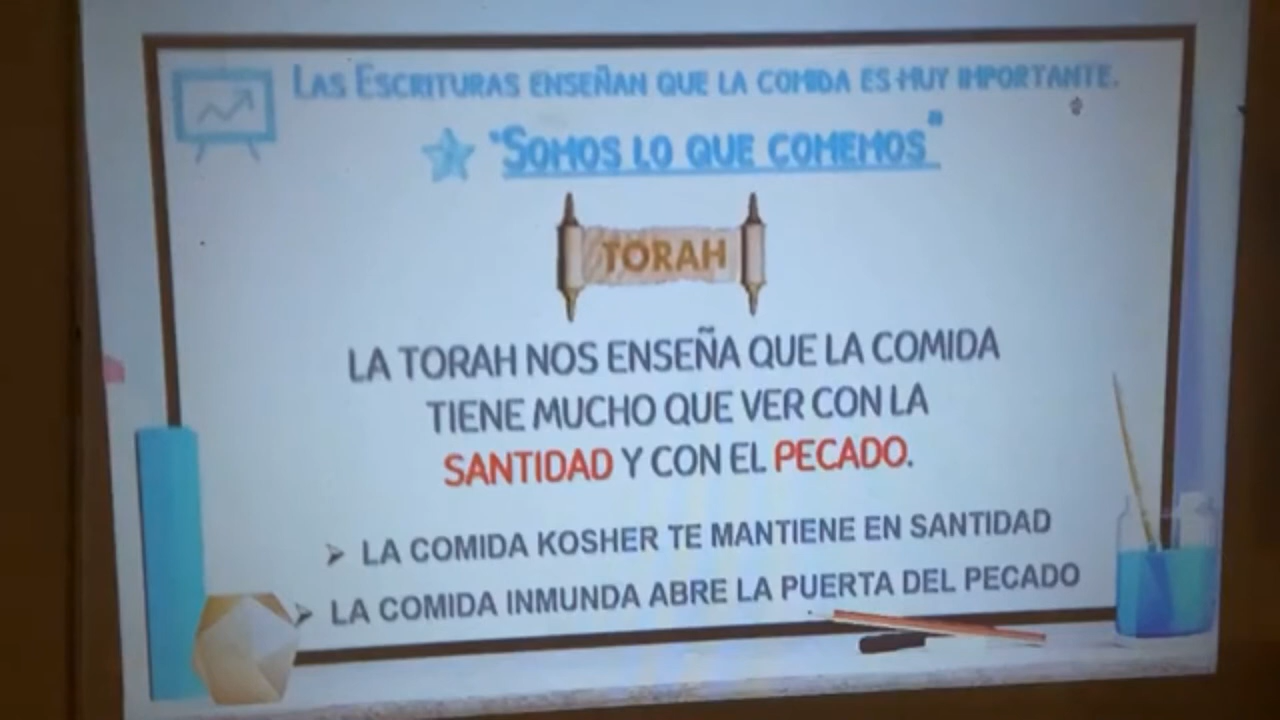 LAS ESCRITURAS ENSEÑAN QUE LA COMIDA ES MUY IMPORTANTE.
"SOMOS LO QUE COMEMOS"
TORAH
LA TORAH NOS ENSEÑA QUE LA COMIDA
TIENE MUCHO QUE VER CON LA
SANTIDAD Y CON EL PECADO.
➢ LA COMIDA KOSHER TE MANTIENE EN SANTIDAD
➢ LA COMIDA INMUNDA ABRE LA PUERTA DEL PECADO